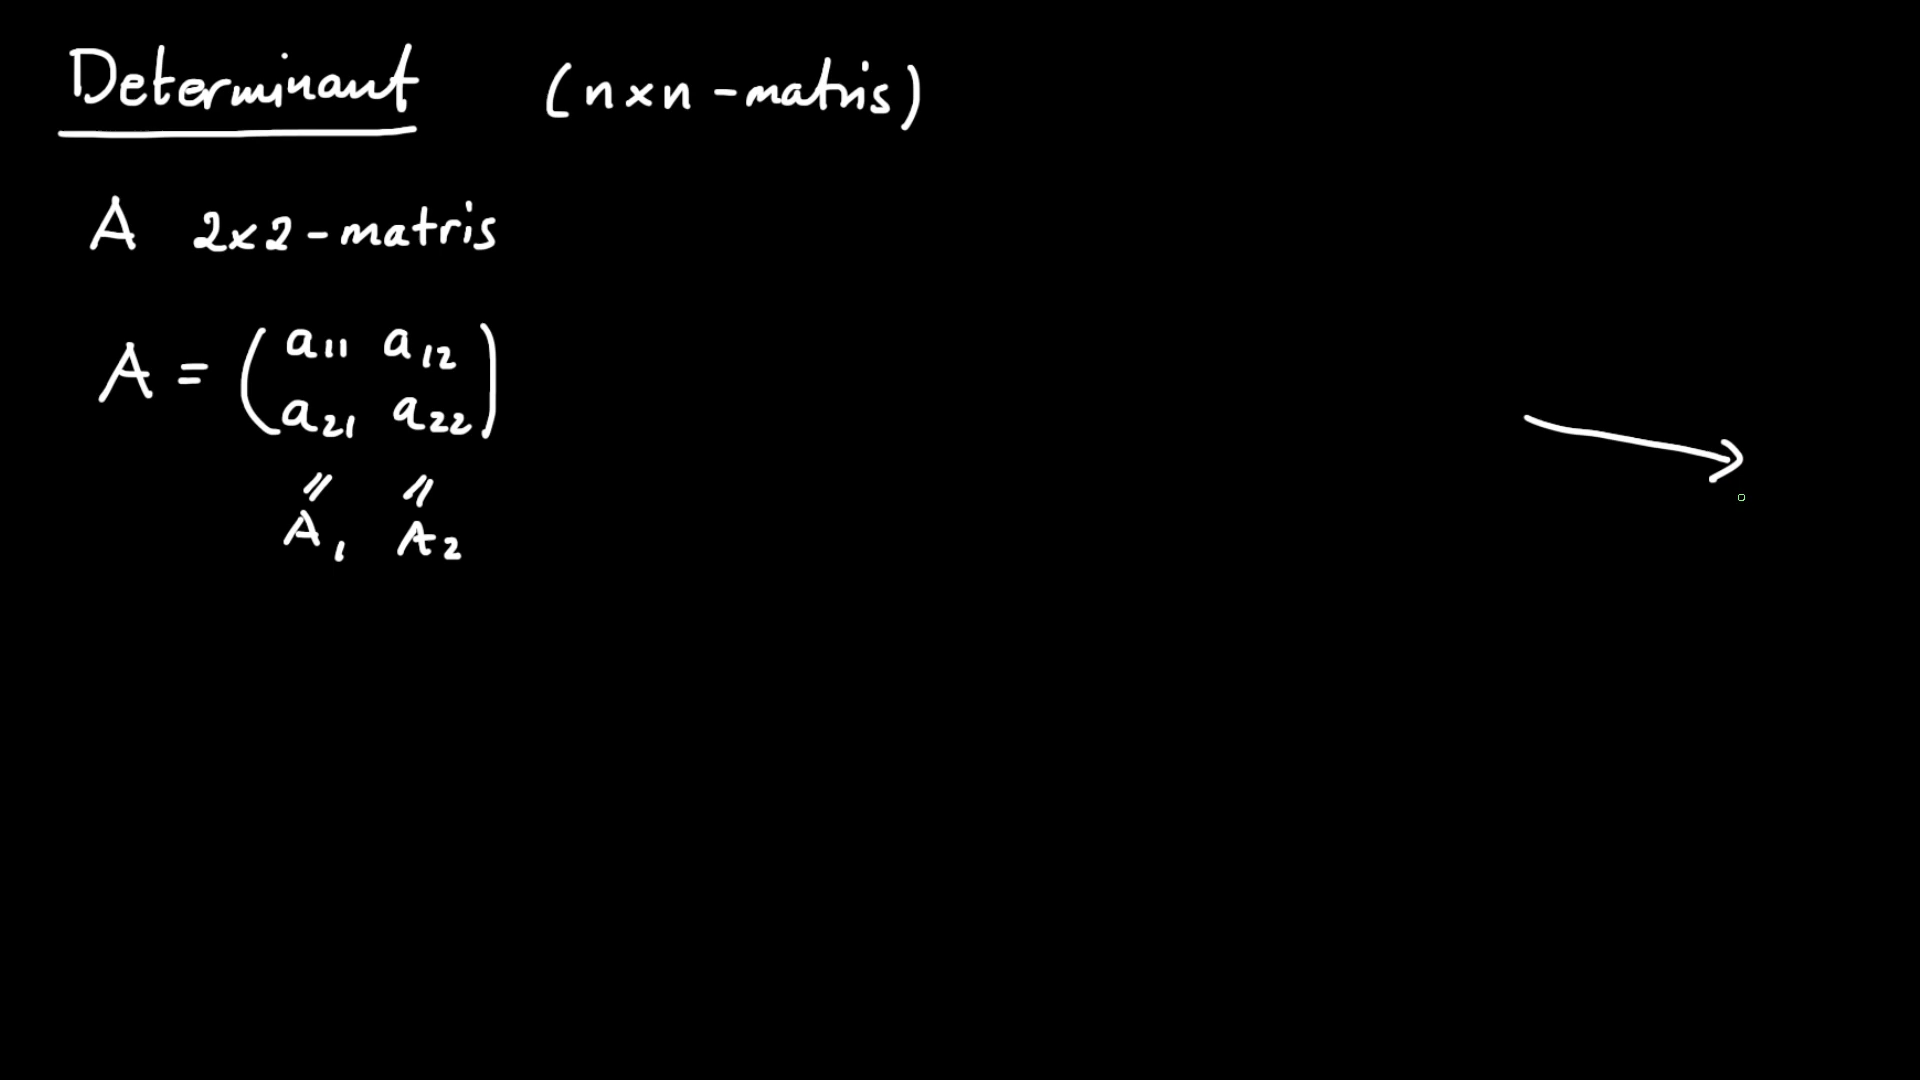 Determinant (n×n-matris)
A 2×2-matris
A = (a11 a12
a21 a22)
= =
A1 A2